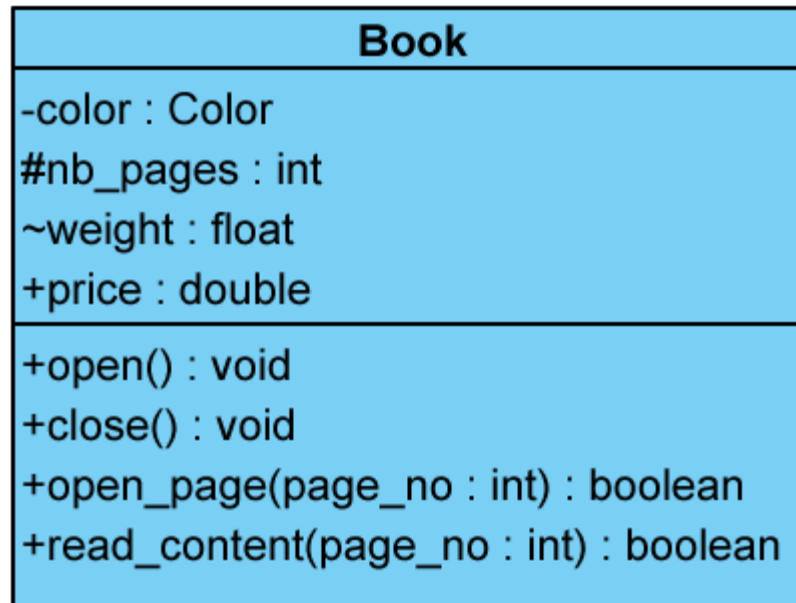 Book
-color : Color
#nb_pages : int
~weight : float
+price : double
+open() : void
+close() : void
+open_page(page_no : int) : boolean
+read_content(page_no : int) : boolean